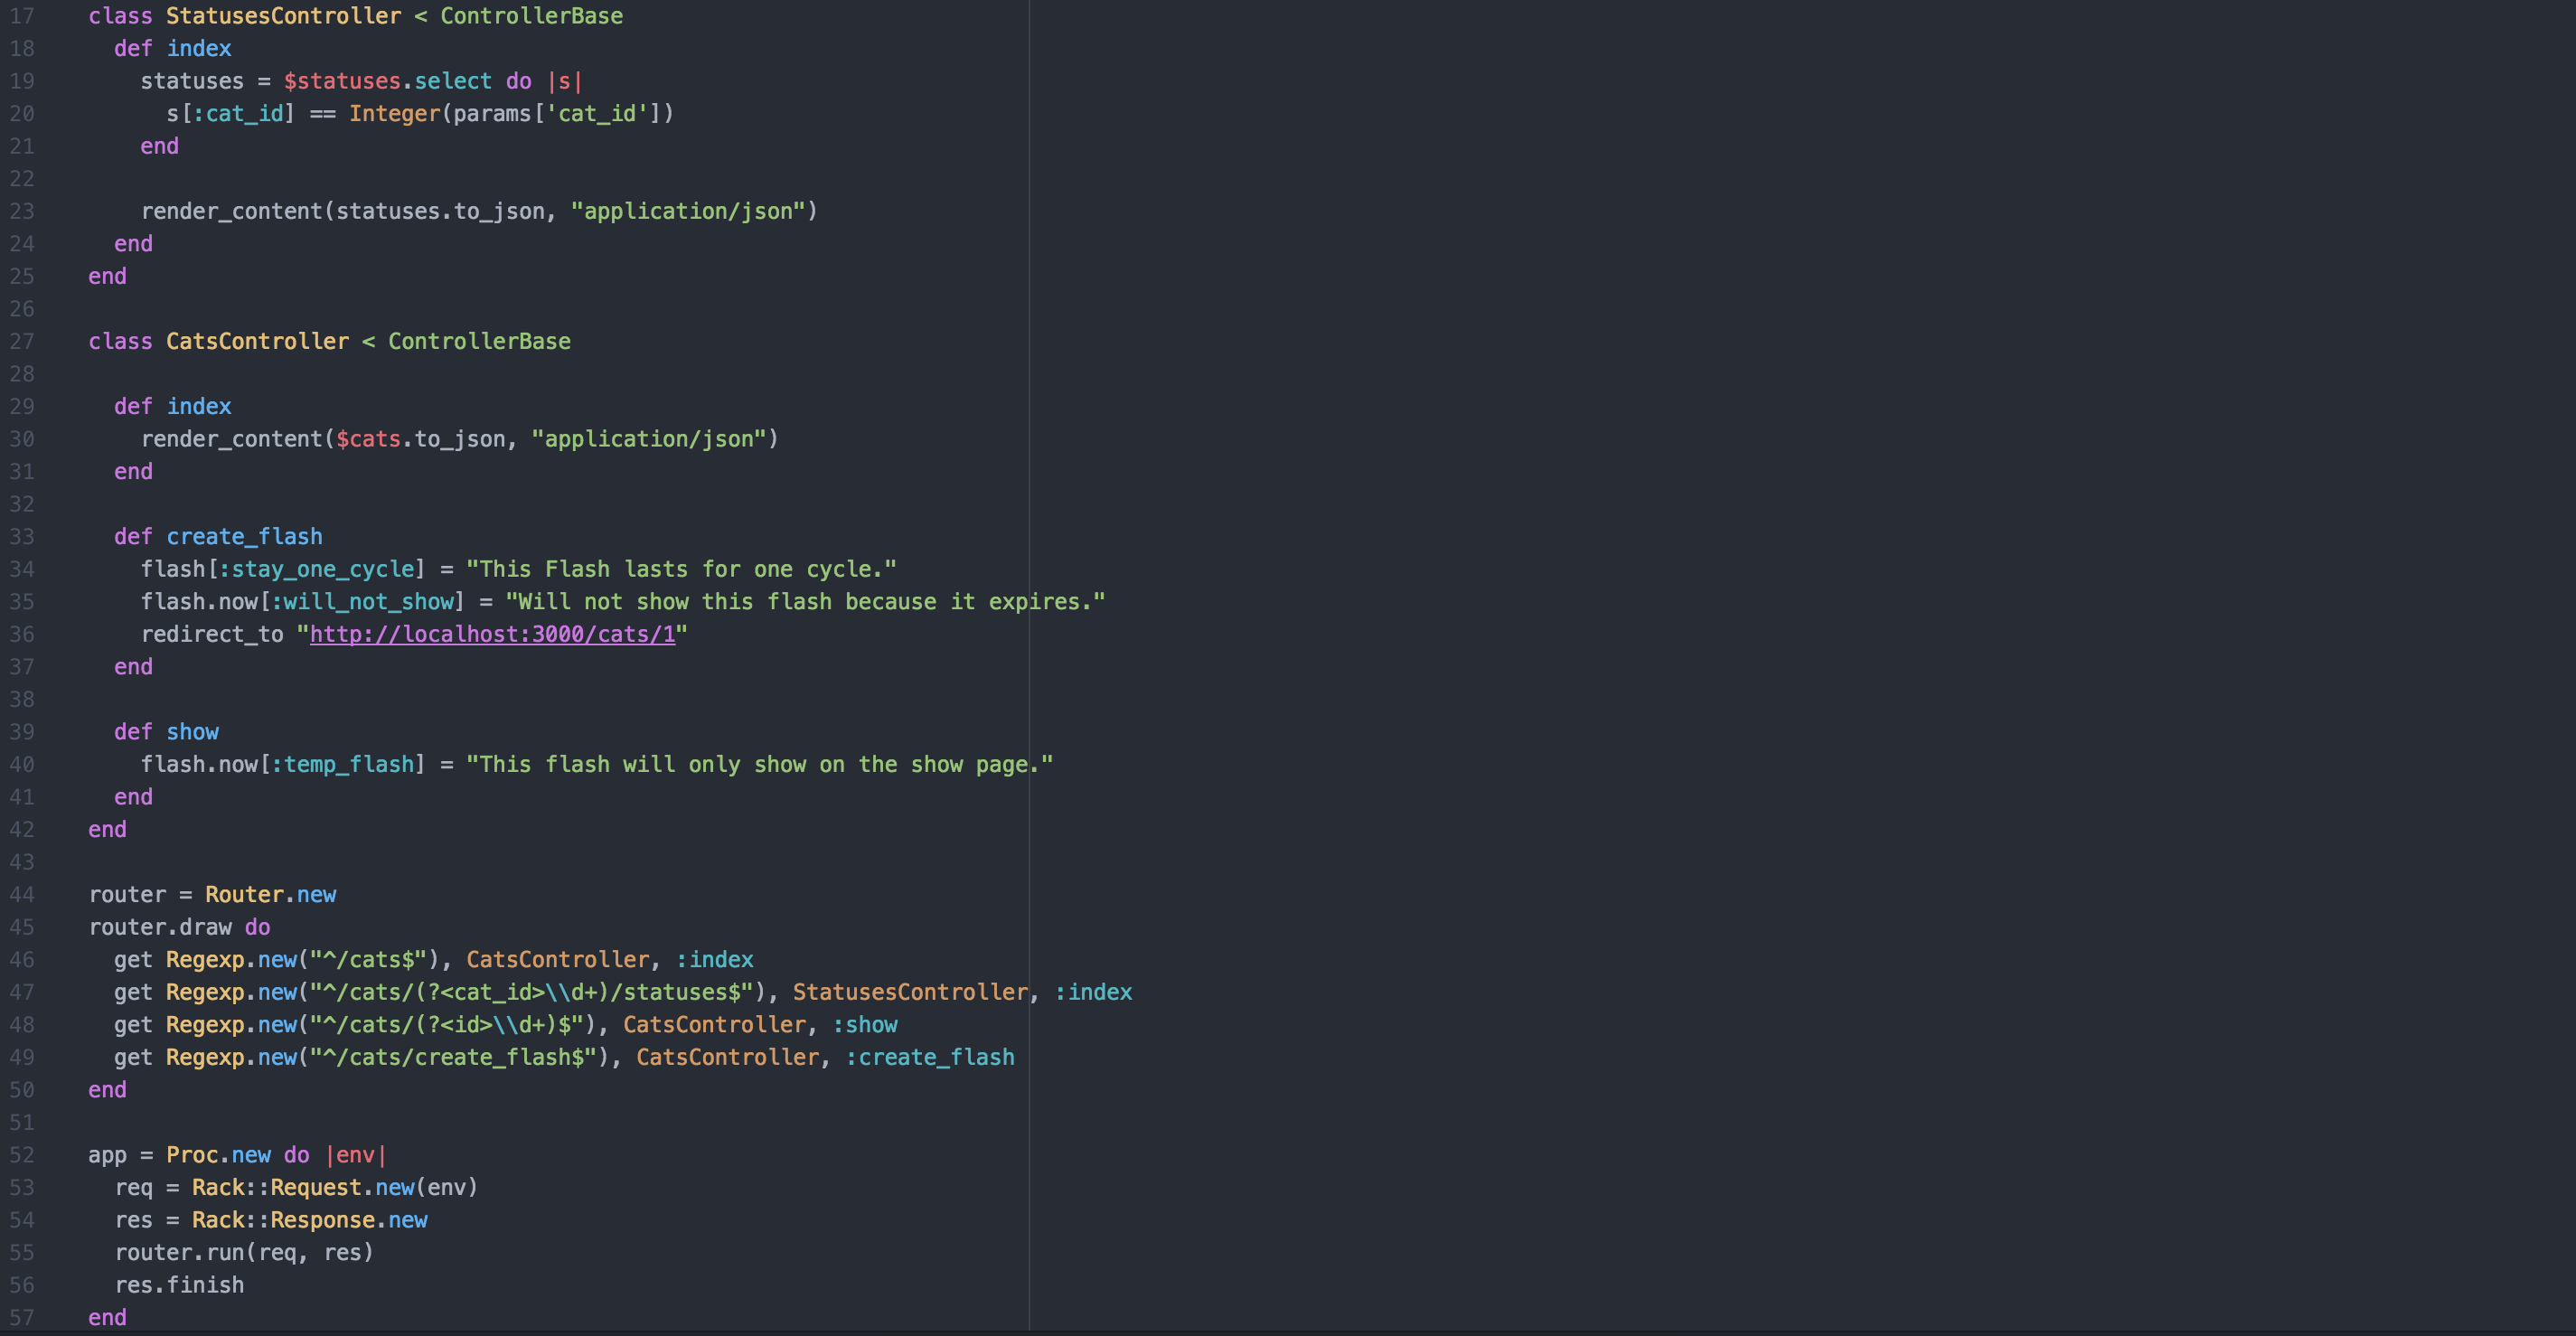 17 class StatusesController < ControllerBase
18   def index
19     statuses = $statuses.select do |s|
20       s[:cat_id] == Integer(params['cat_id'])
21     end
22
23     render_content(statuses.to_json, "application/json")
24   end
25 end
26
27 class CatsController < ControllerBase
28
29   def index
30     render_content($cats.to_json, "application/json")
31   end
32
33   def create_flash
34     flash[:stay_one_cycle] = "This Flash lasts for one cycle."
35     flash.now[:will_not_show] = "Will not show this flash because it expires."
36     redirect_to "http://localhost:3000/cats/1"
37   end
38
39   def show
40     flash.now[:temp_flash] = "This flash will only show on the show page."
41   end
42 end
43
44 router = Router.new
45 router.draw do
46   get Regexp.new("^/cats$"), CatsController, :index
47   get Regexp.new("^/cats/(?<cat_id>\\d+)/statuses$"), StatusesController, :index
48   get Regexp.new("^/cats/(?<id>\\d+)$"), CatsController, :show
49   get Regexp.new("^/cats/create_flash$"), CatsController, :create_flash
50 end
51
52 app = Proc.new do |env|
53   req = Rack::Request.new(env)
54   res = Rack::Response.new
55   router.run(req, res)
56   res.finish
57 end